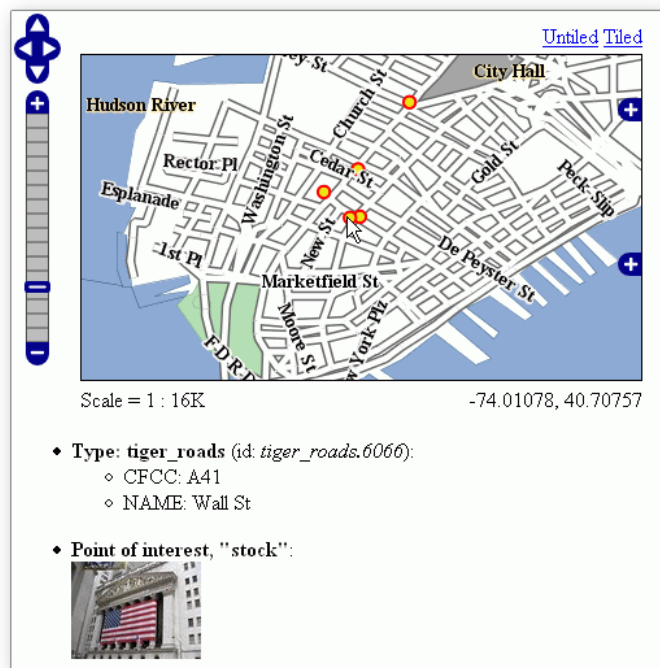 Untiled Tiled
ey St
City Hall
Hudson River
Church St
Washington St
Rector Pl
Cedar St
Gold St
Peck Slip
Esplanade
New St
1st Pl
De Peyster St
Marketfield St
Moore St
w York Plz
F D R D
Scale = 1 : 16K
-74.01078, 40.70757
Type: tiger_roads (id: tiger_roads.6066):
CFCC: A41
NAME: Wall St
Point of interest, "stock":